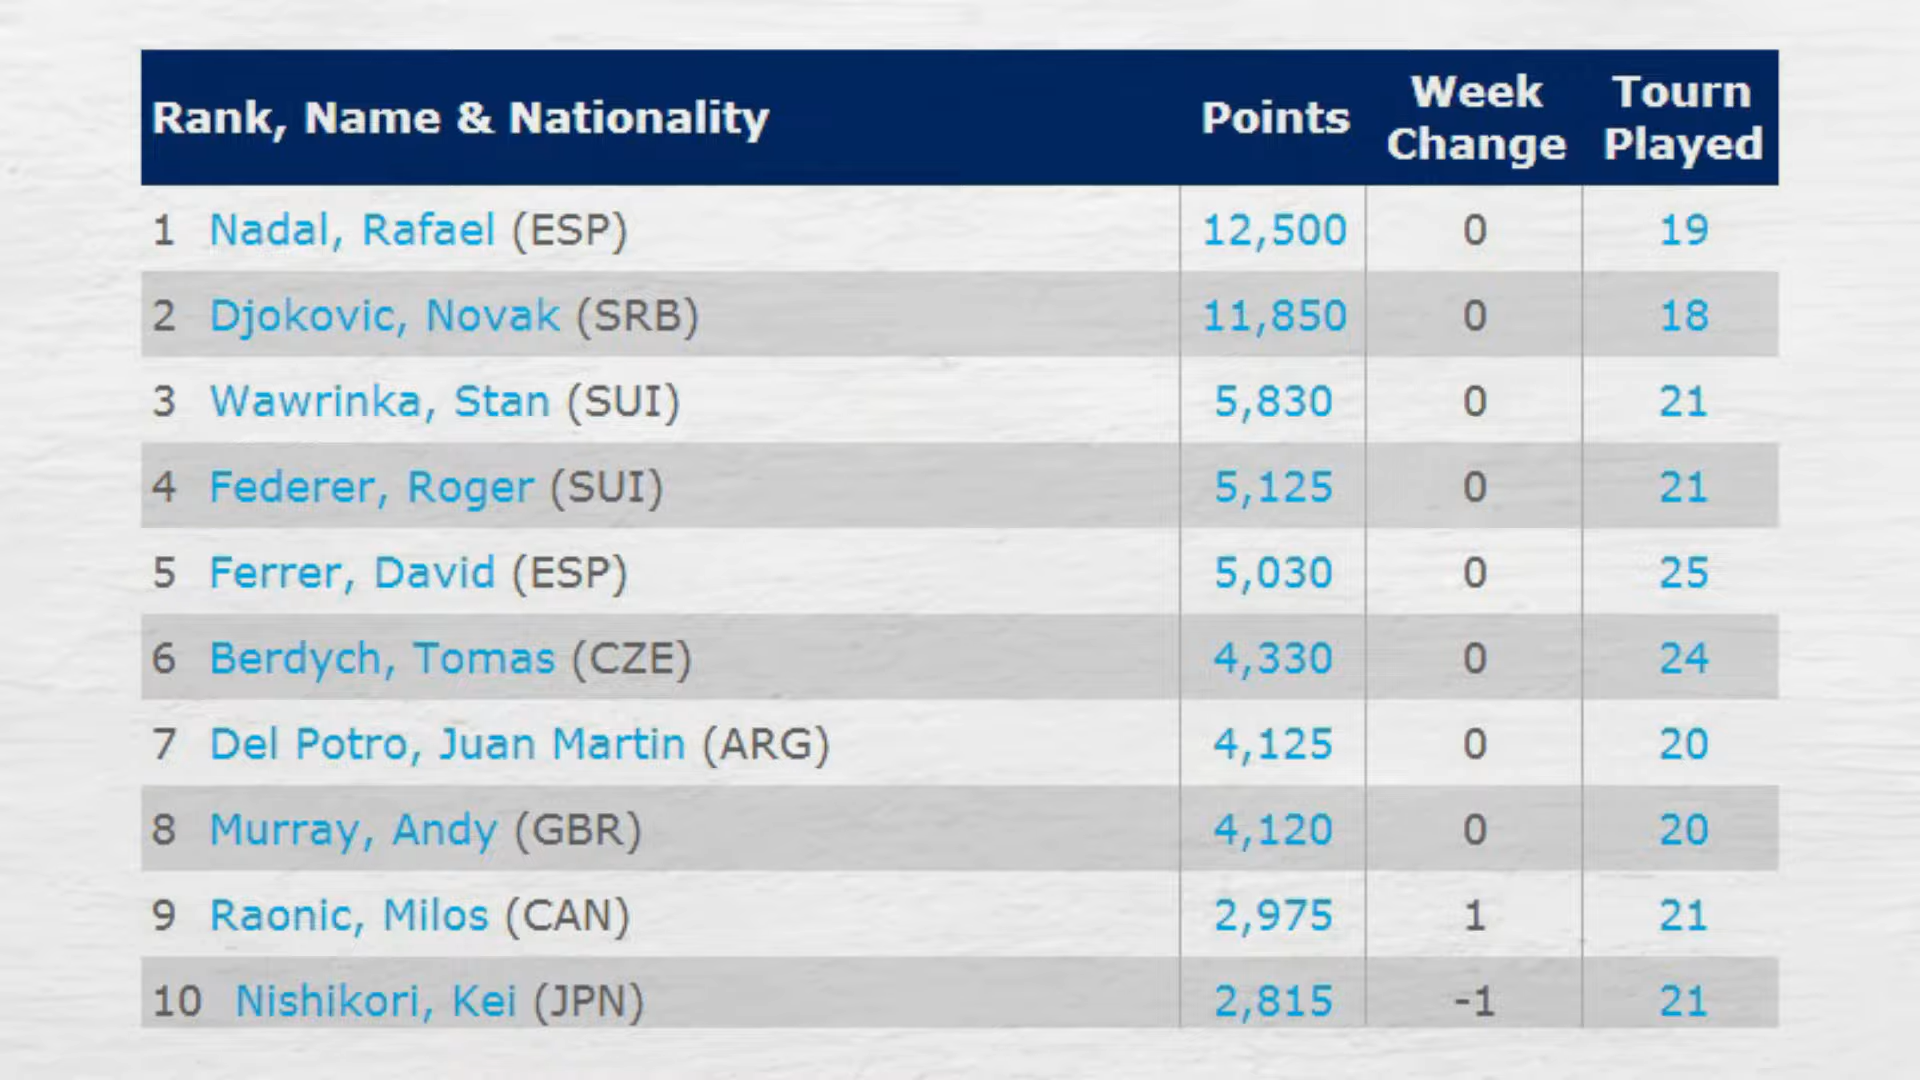 Rank, Name & Nationality Points Week Change Tourn Played
1 Nadal, Rafael (ESP) 12,500 0 19
2 Djokovic, Novak (SRB) 11,850 0 18
3 Wawrinka, Stan (SUI) 5,830 0 21
4 Federer, Roger (SUI) 5,125 0 21
5 Ferrer, David (ESP) 5,030 0 25
6 Berdych, Tomas (CZE) 4,330 0 24
7 Del Potro, Juan Martin (ARG) 4,125 0 20
8 Murray, Andy (GBR) 4,120 0 20
9 Raonic, Milos (CAN) 2,975 1 21
10 Nishikori, Kei (JPN) 2,815 -1 21